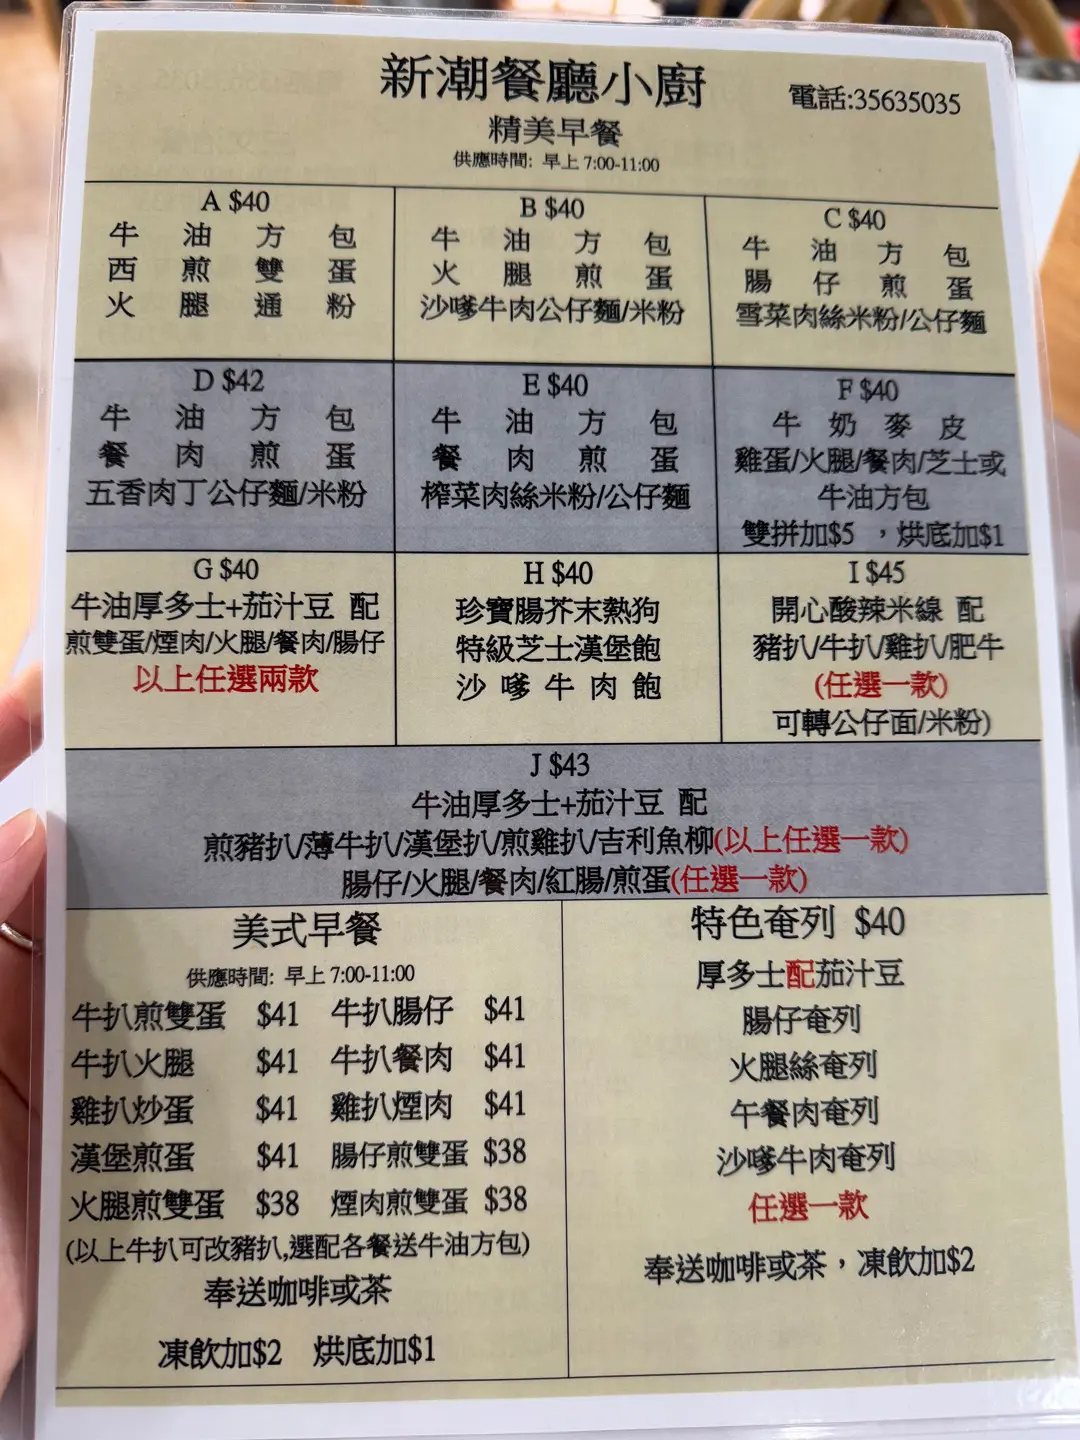 新潮餐廳小廚
電話:35635035
精美早餐
供應時間: 早上 7:00-11:00
A $40
牛油方包
西煎雙蛋
火腿通粉
B $40
牛油方包
火腿煎蛋
沙嗲牛肉公仔麵/米粉
C $40
牛油方包
腸仔煎蛋
雪菜肉絲米粉/公仔麵
D $42
牛油方包
餐肉煎蛋
五香肉丁公仔麵/米粉
E $40
牛油方包
餐肉煎蛋
榨菜肉絲米粉/公仔麵
F $40
牛奶麥皮
雞蛋/火腿/餐肉/芝士或
牛油方包
雙拼加$5 ，烘底加$1
G $40
牛油厚多士+茄汁豆 配
煎雙蛋/煙肉/火腿/餐肉/腸仔
以上任選兩款
H $40
珍寶腸芥末熱狗
特級芝士漢堡飽
沙嗲牛肉飽
I $45
開心酸辣米線 配
豬扒/牛扒/雞扒/肥牛
(任選一款)
可轉公仔面/米粉)
J $43
牛油厚多士+茄汁豆 配
煎豬扒/薄牛扒/漢堡扒/煎雞扒/吉利魚柳(以上任選一款)
腸仔/火腿/餐肉/紅腸/煎蛋(任選一款)
美式早餐
供應時間: 早上 7:00-11:00
牛扒煎雙蛋 $41 牛扒腸仔 $41
牛扒火腿 $41 牛扒餐肉 $41
雞扒炒蛋 $41 雞扒煙肉 $41
漢堡煎蛋 $41 腸仔煎雙蛋 $38
火腿煎雙蛋 $38 煙肉煎雙蛋 $38
(以上牛扒可改豬扒,選配各餐送牛油方包)
奉送咖啡或茶
凍飲加$2 烘底加$1
特色奄列 $40
厚多士配茄汁豆
腸仔奄列
火腿絲奄列
午餐肉奄列
沙嗲牛肉奄列
任選一款
奉送咖啡或茶，凍飲加$2